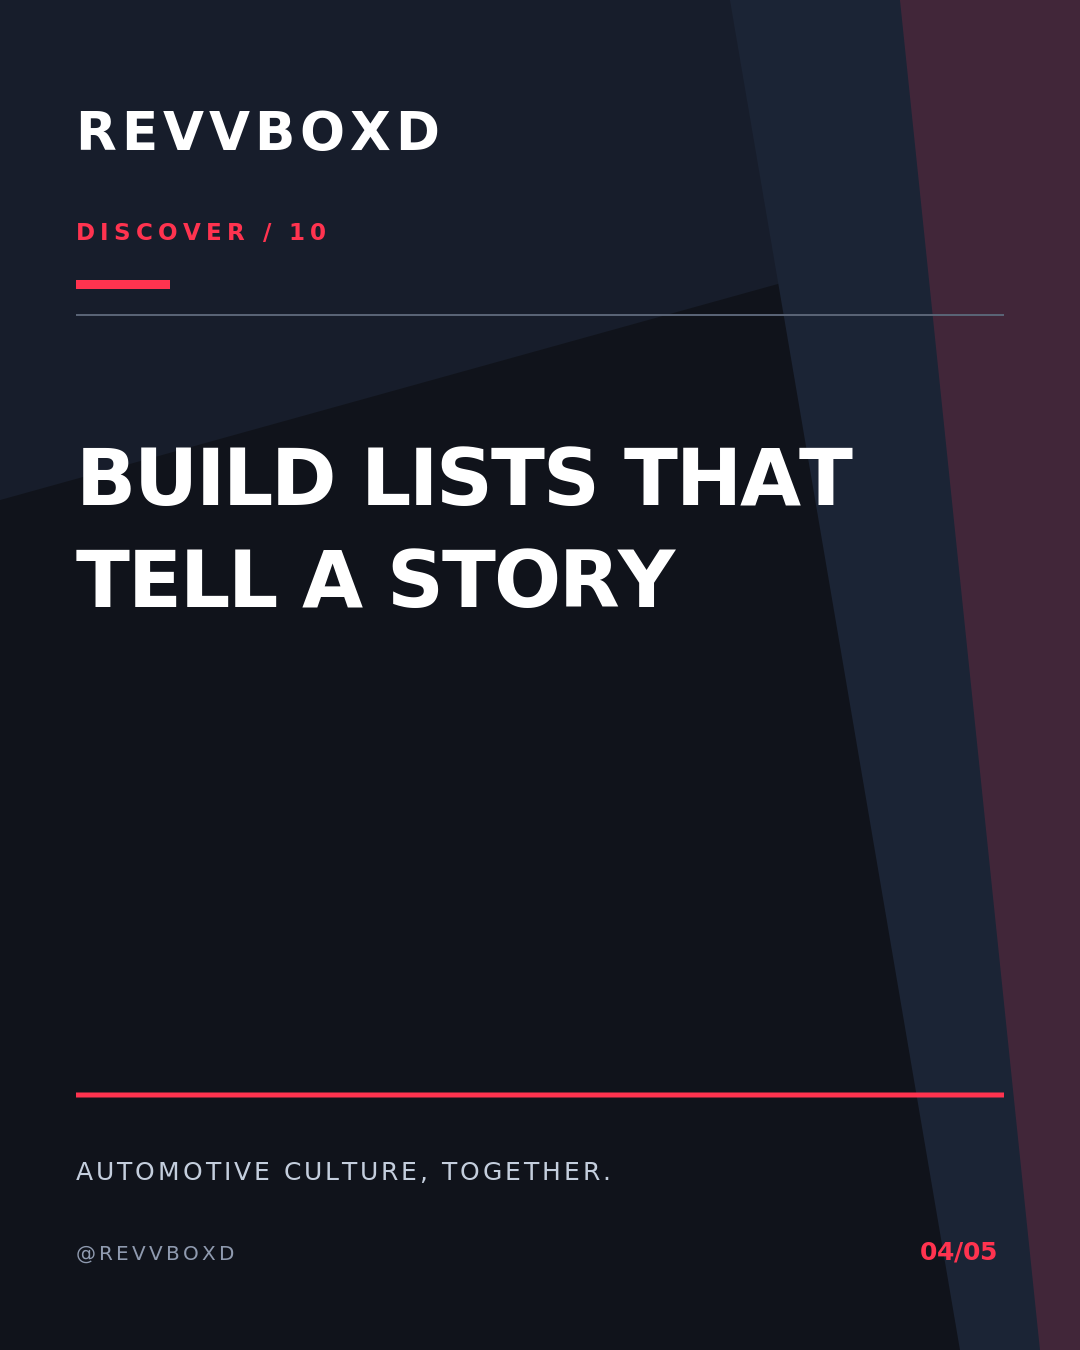 REVVBOXD
DISCOVER / 10
BUILD LISTS THAT
TELL A STORY
AUTOMOTIVE CULTURE, TOGETHER.
@REVVBOXD
04/05